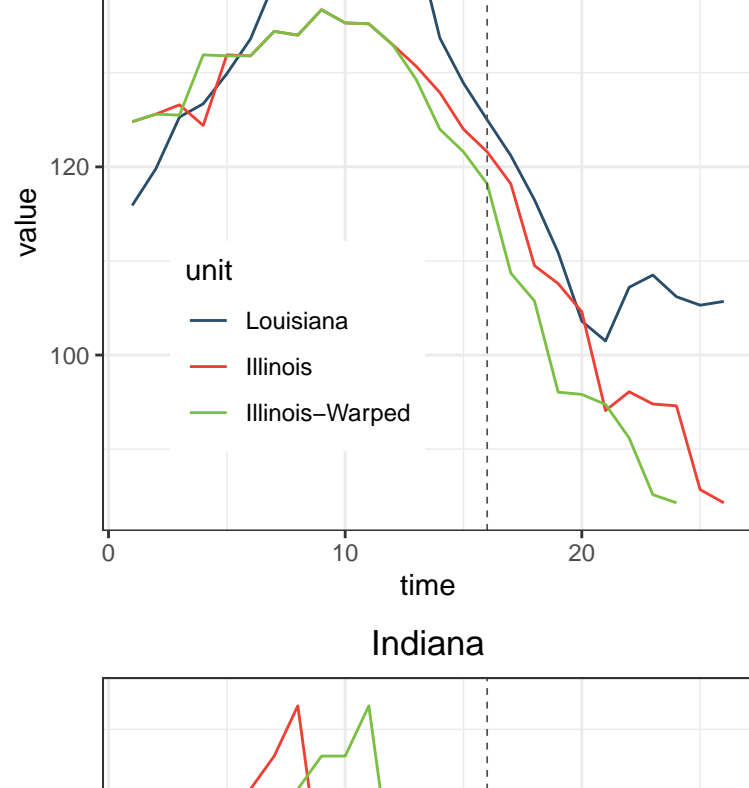 120
value
unit
Louisiana
Illinois
100
Illinois−Warped
0 10 20
time
Indiana